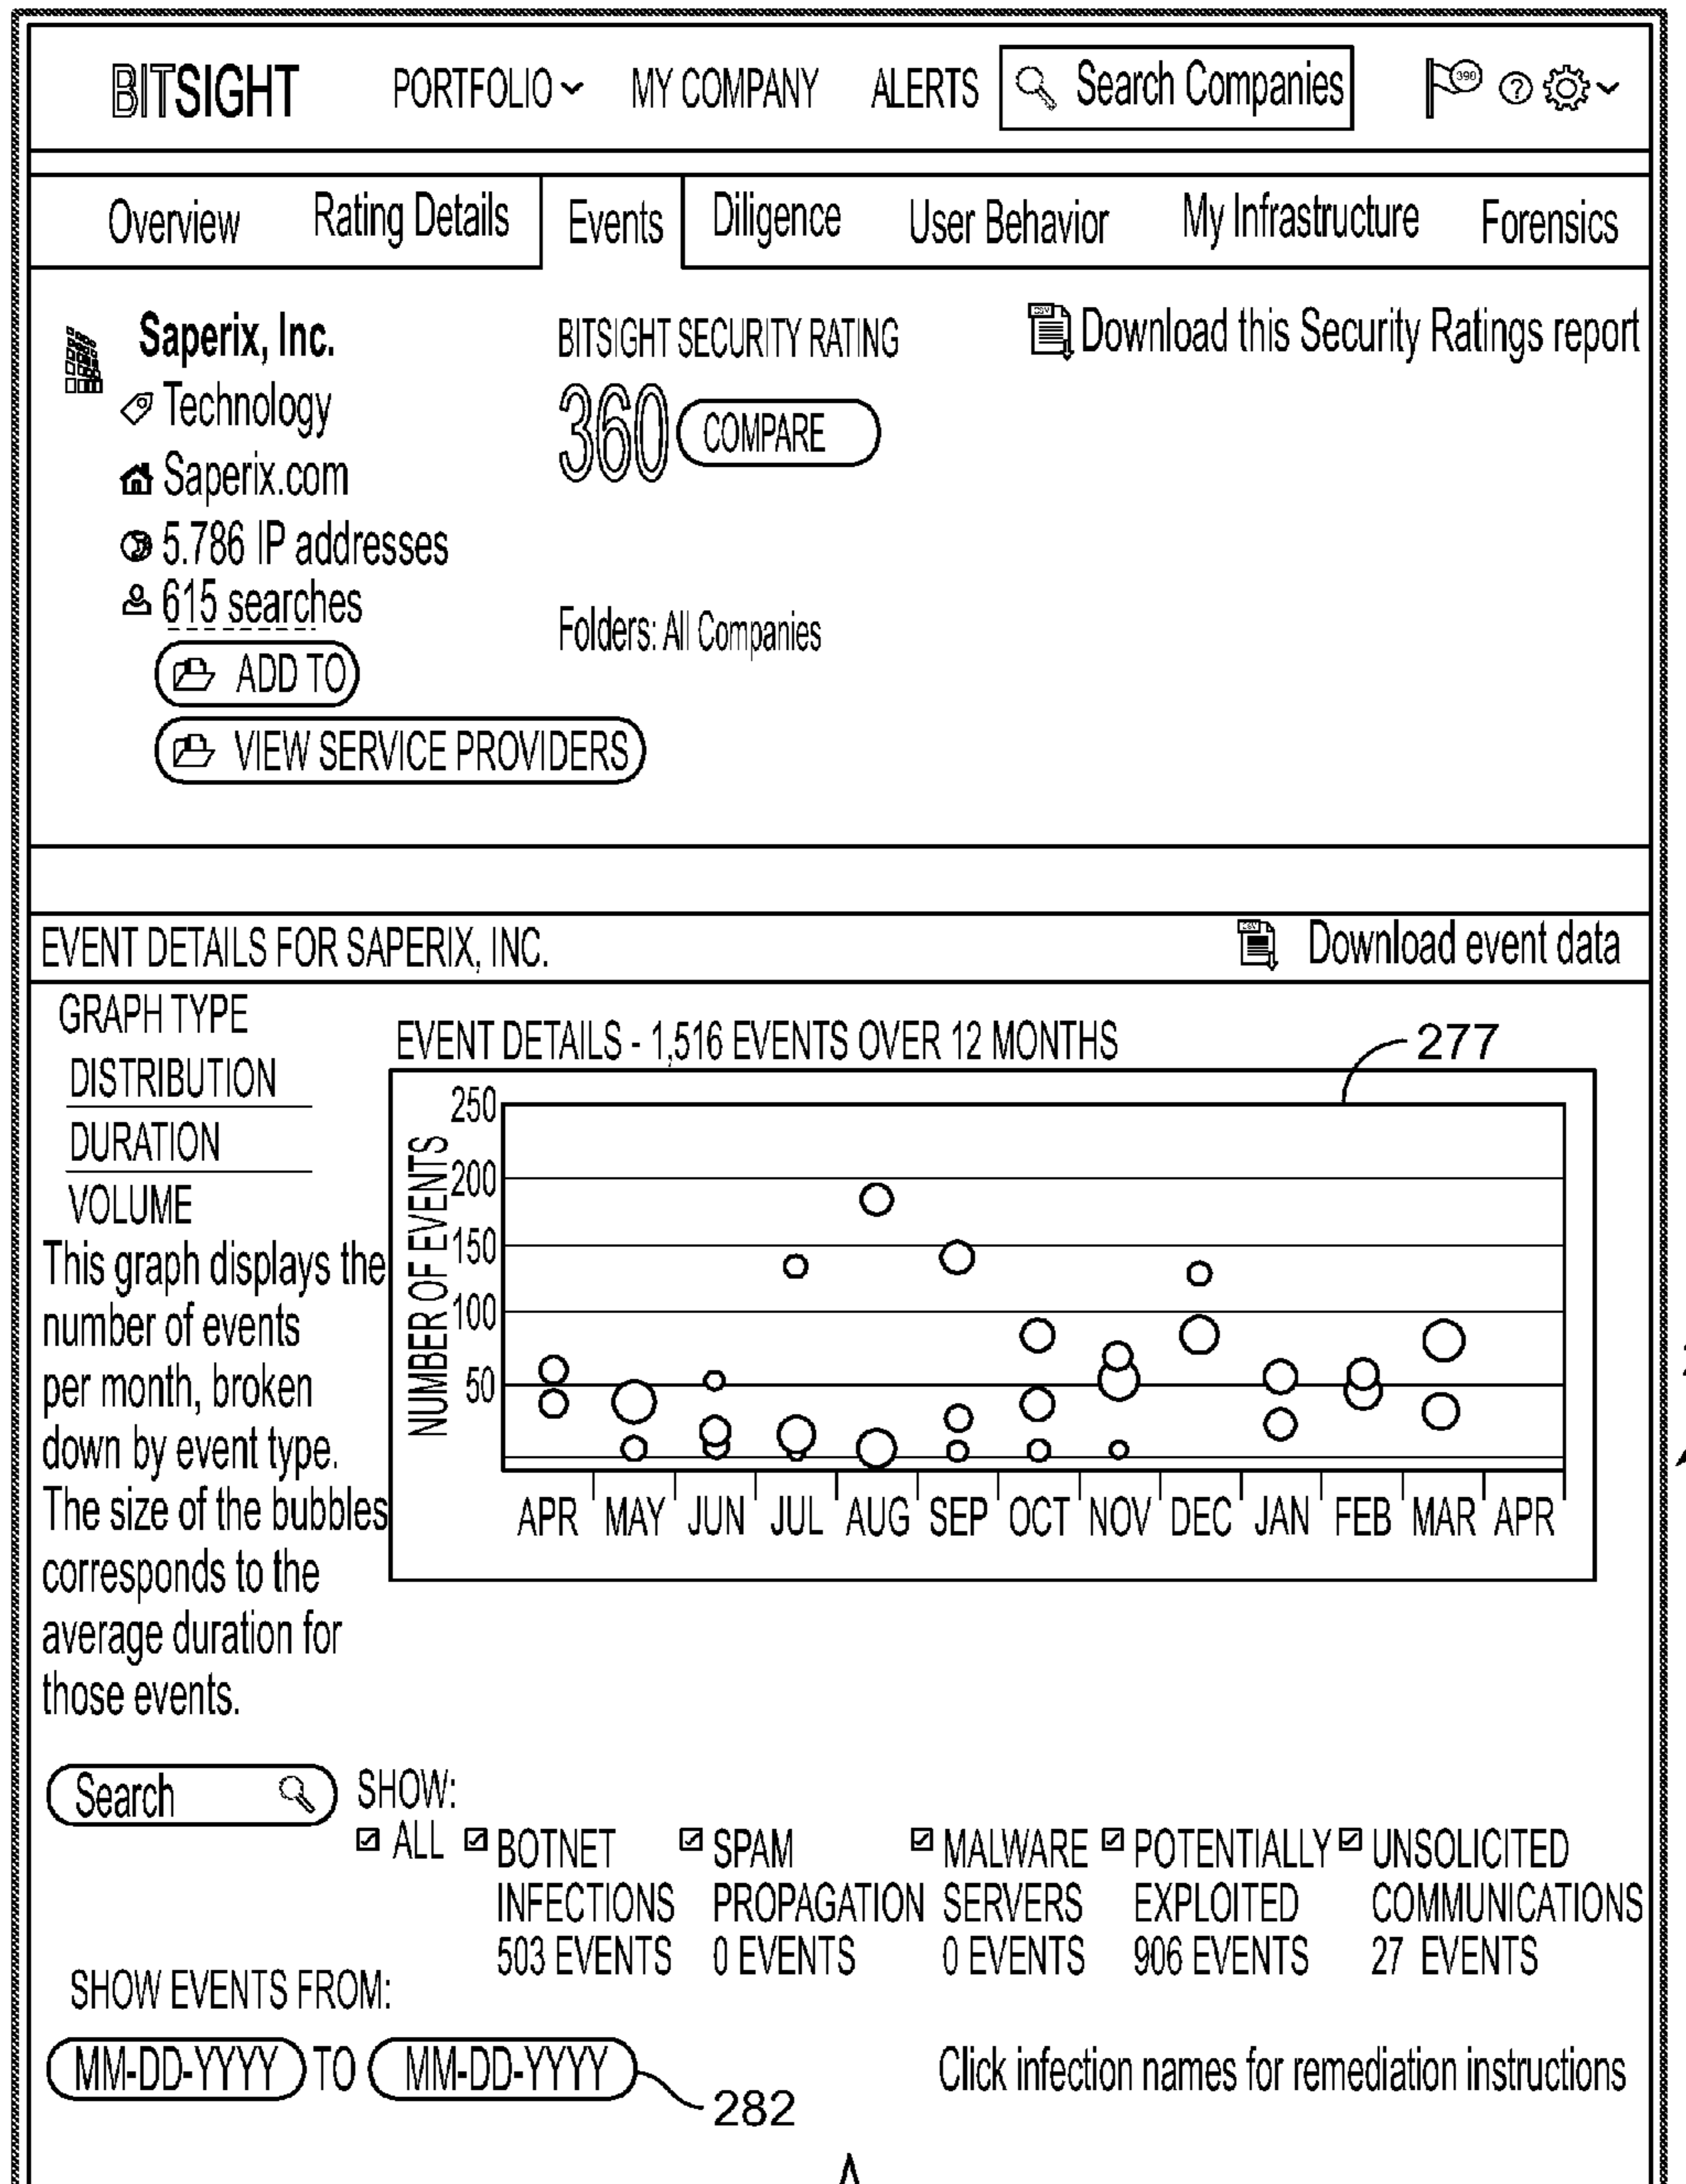 BITSIGHT PORTFOLIO MY COMPANY ALERTS Search Companies 390 ?
Overview Rating Details Events Diligence User Behavior My Infrastructure Forensics
Saperix, Inc.
Technology
Saperix.com
5.786 IP addresses
615 searches
ADD TO
VIEW SERVICE PROVIDERS
BITSIGHT SECURITY RATING
360 COMPARE
Folders: All Companies
CSV Download this Security Ratings report
EVENT DETAILS FOR SAPERIX, INC.
CSV Download event data
GRAPH TYPE
DISTRIBUTION
DURATION
VOLUME
This graph displays the
number of events
per month, broken
down by event type.
The size of the bubbles
corresponds to the
average duration for
those events.
EVENT DETAILS - 1,516 EVENTS OVER 12 MONTHS
277
NUMBER OF EVENTS
250
200
150
100
50
APR MAY JUN JUL AUG SEP OCT NOV DEC JAN FEB MAR APR
Search
SHOW:
ALL
BOTNET
INFECTIONS
503 EVENTS
SPAM
PROPAGATION
0 EVENTS
MALWARE
SERVERS
0 EVENTS
POTENTIALLY
EXPLOITED
906 EVENTS
UNSOLICITED
COMMUNICATIONS
27 EVENTS
SHOW EVENTS FROM:
MM-DD-YYYY TO MM-DD-YYYY
282
Click infection names for remediation instructions